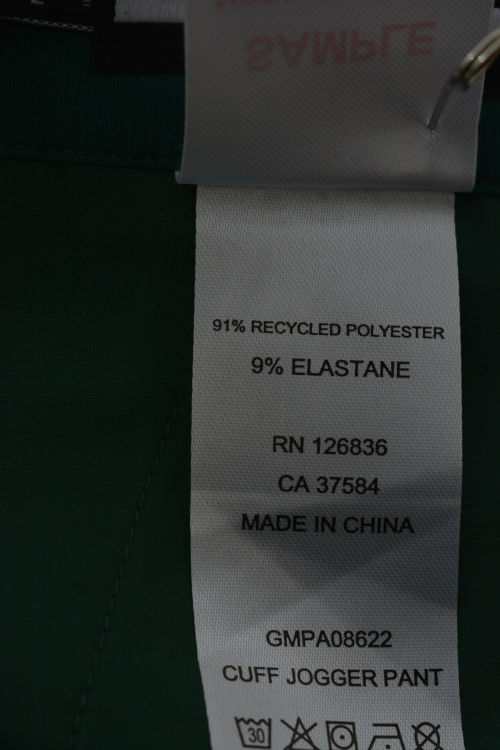 SAMPLE
91% RECYCLED POLYESTER
9% ELASTANE
RN 126836
CA 37584
MADE IN CHINA
GMPA08622
CUFF JOGGER PANT
30